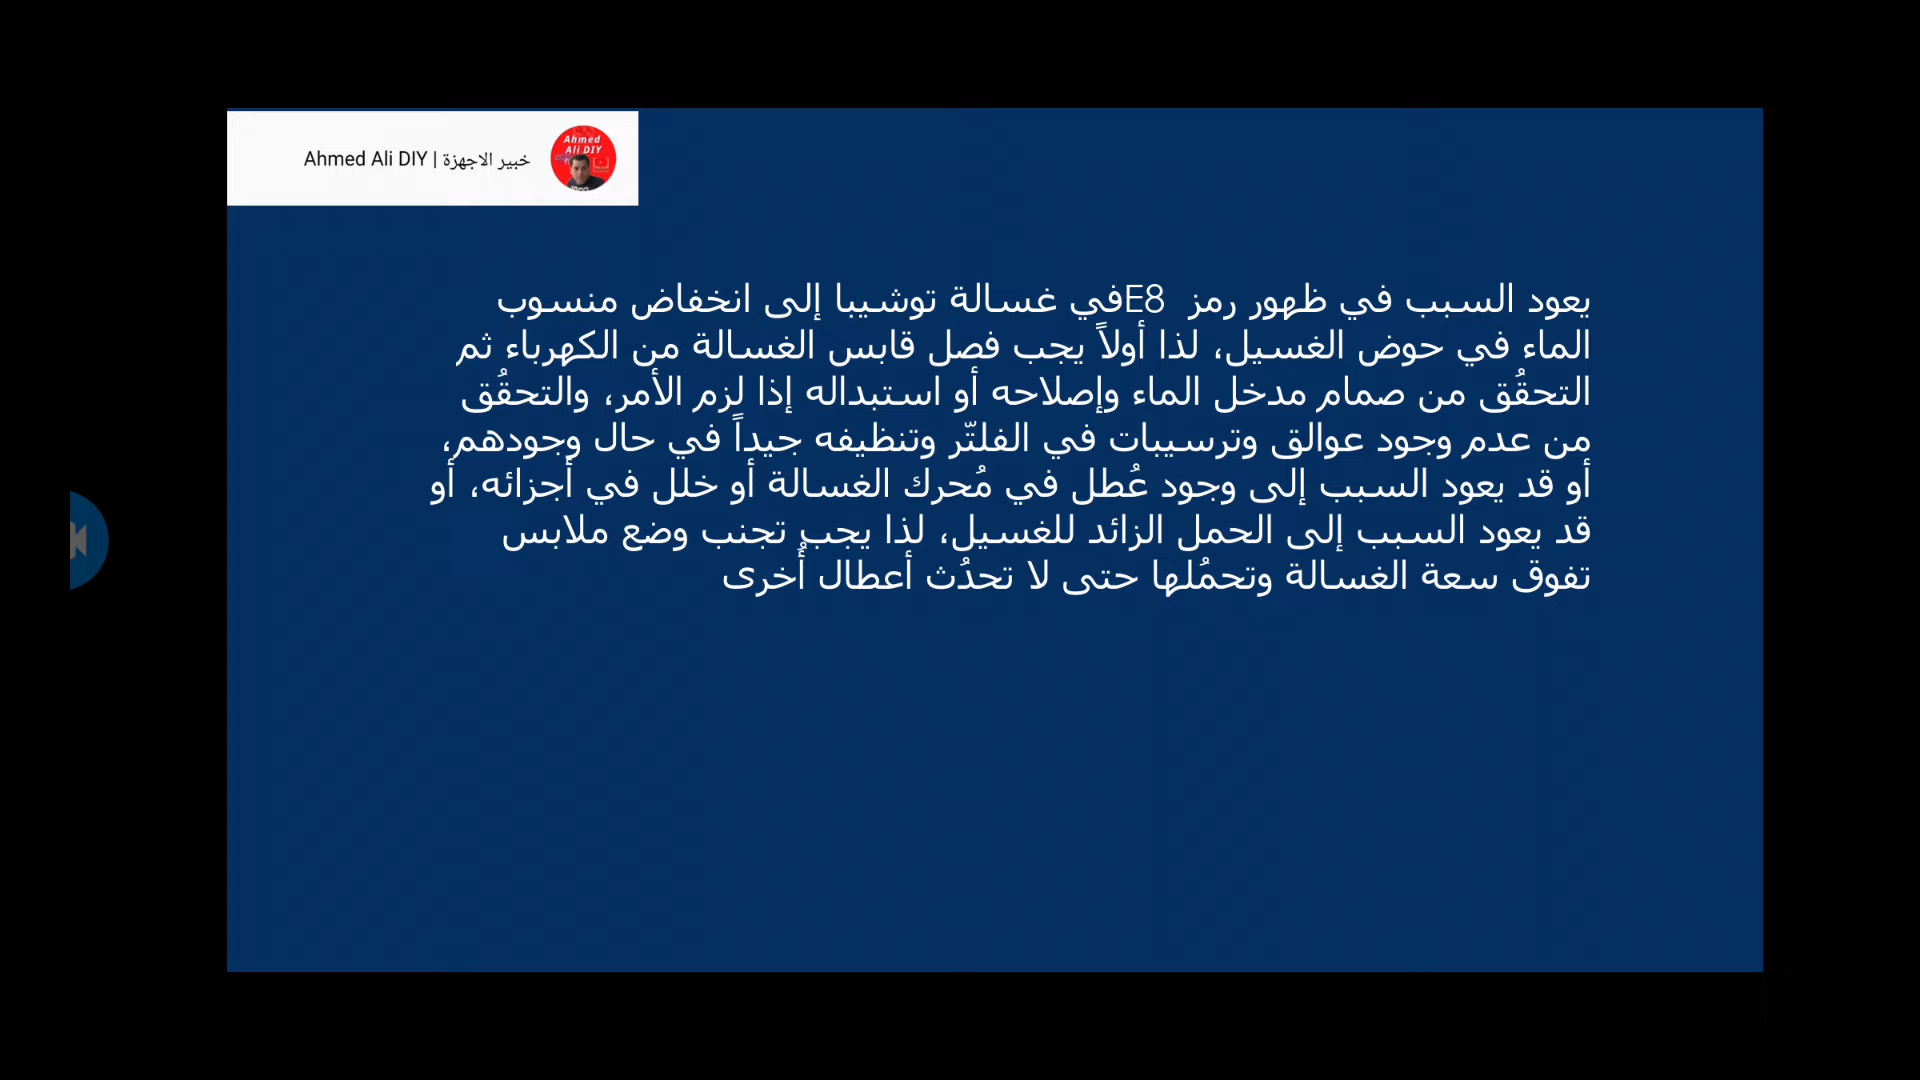 Ahmed Ali DIY | خبير الاجهزة
Ahmed
Ali DIY
يعود السبب في ظهور رمز E8في غسالة توشيبا إلى انخفاض منسوب
الماء في حوض الغسيل، لذا أولاً يجب فصل قابس الغسالة من الكهرباء ثم
التحقُق من صمام مدخل الماء وإصلاحه أو استبداله إذا لزم الأمر، والتحقُق
من عدم وجود عوالق وترسيبات في الفلتّر وتنظيفه جيداً في حال وجودهم،
أو قد يعود السبب إلى وجود عُطل في مُحرك الغسالة أو خلل في أجزائه، أو
قد يعود السبب إلى الحمل الزائد للغسيل، لذا يجب تجنب وضع ملابس
تفوق سعة الغسالة وتحمُلها حتى لا تحدُث أعطال أُخرى